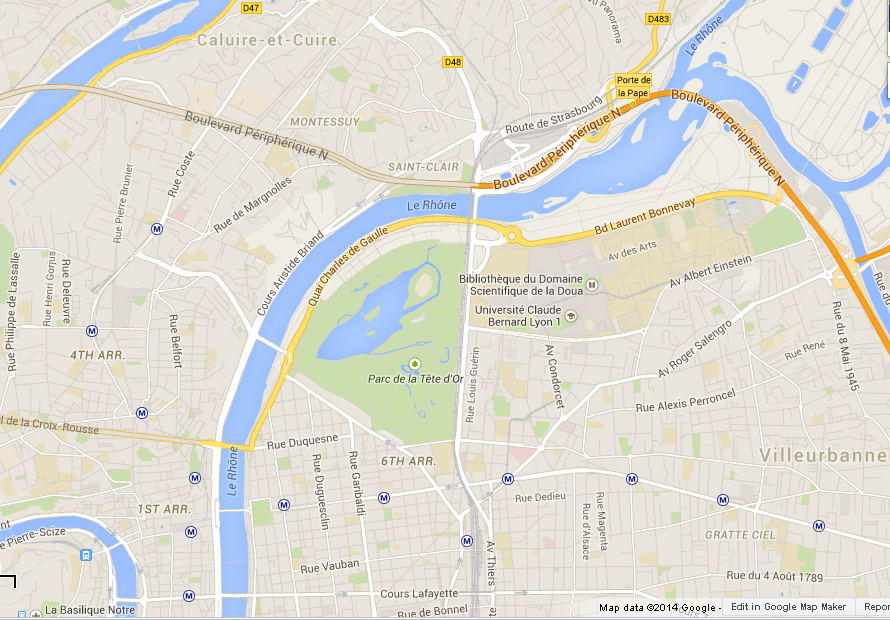 D47
D483
Bd Panorama
Le Rhône
Caluire-et-Cuire
D48
Porte de
la Pape
Boulevard Périphérique N
Boulevard Périphérique N
MONTESSUY
Route de Strasbourg
Boulevard Périphérique N
Rue Coste
SAINT-CLAIR
Rue Pierre Brunier
Rue de Margnolles
Le Rhône
Bd Laurent Bonnevay
Cours Aristide Briand
Quai Charles de Gaulle
Av des Arts
Av Albert Einstein
Rue Philippe de Lassalle
Rue Henri Gorjus
Rue Deleuvre
Bibliothèque du Domaine
Scientifique de la Doua
Université Claude
Bernard Lyon 1
Rue du
Rue du 8 Mai 1945
M
M
4TH ARR.
Rue Belfort
Parc de la Tête d'Or
Rue Louis Guérin
Av Condorcet
Av Roger Salengro
Rue René
Rue Alexis Perroncel
M
l de la Croix-Rousse
Rue Duquesne
Le Rhône
6TH ARR.
Villeurbanne
Rue Duguesclin
Rue Garibaldi
M
M
M
M
M
M
M
Rue Dedieu
Rue d'Alsace
Rue Magenta
1ST ARR.
M
GRATTE CIEL
e Pierre-Scize
M
Av Thiers
Rue Vauban
Rue du 4 Août 1789
M
Cours Lafayette
La Basilique Notre
Rue de Bonnel
Map data ©2014 Google -
Edit in Google Map Maker
Repor